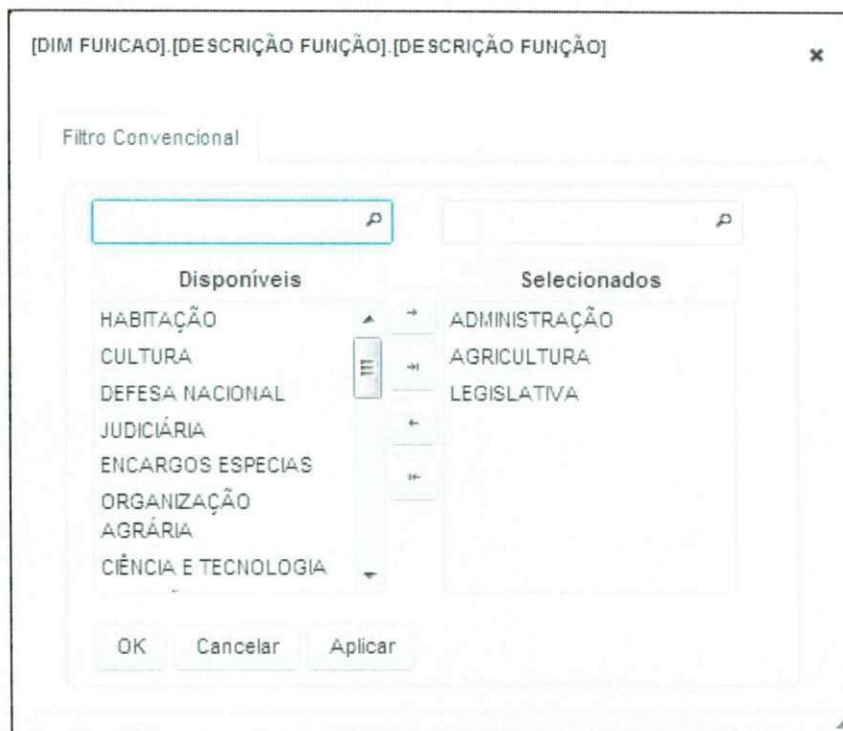 [DIM FUNCAO].[DESCRIÇÃO FUNÇÃO].[DESCRIÇÃO FUNÇÃO]
Filtro Convencional
Disponíveis
HABITAÇÃO
CULTURA
DEFESA NACIONAL
JUDICIÁRIA
ENCARGOS ESPECIAS
ORGANIZAÇÃO
AGRÁRIA
CIÊNCIA E TECNOLOGIA
Selecionados
ADMINISTRAÇÃO
AGRICULTURA
LEGISLATIVA
OK
Cancelar
Aplicar